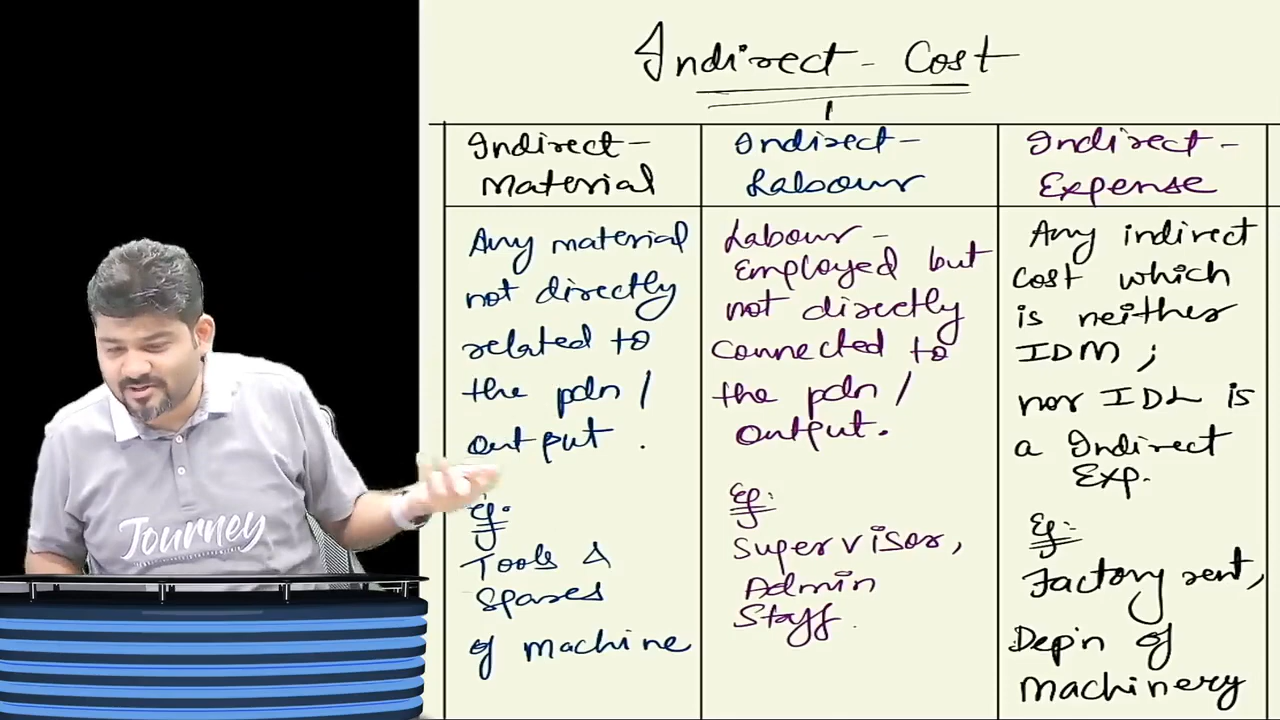 Indirect - Cost
Indirect-
Material
Any material
not directly
related to
the pdn /
output.
Eg:
Tools &
Spares
of machine
Indirect-
Labour
Labour -
Employed but
not directly
Connected to
the pdn /
output.
Eg:
Supervisor,
Admin
Staff.
Indirect -
Expense
Any indirect
cost which
is neither
IDM ;
nor IDL is
a Indirect
Exp.
Eg:-
Factory rent,
Dep'n of
Machinery
Journey